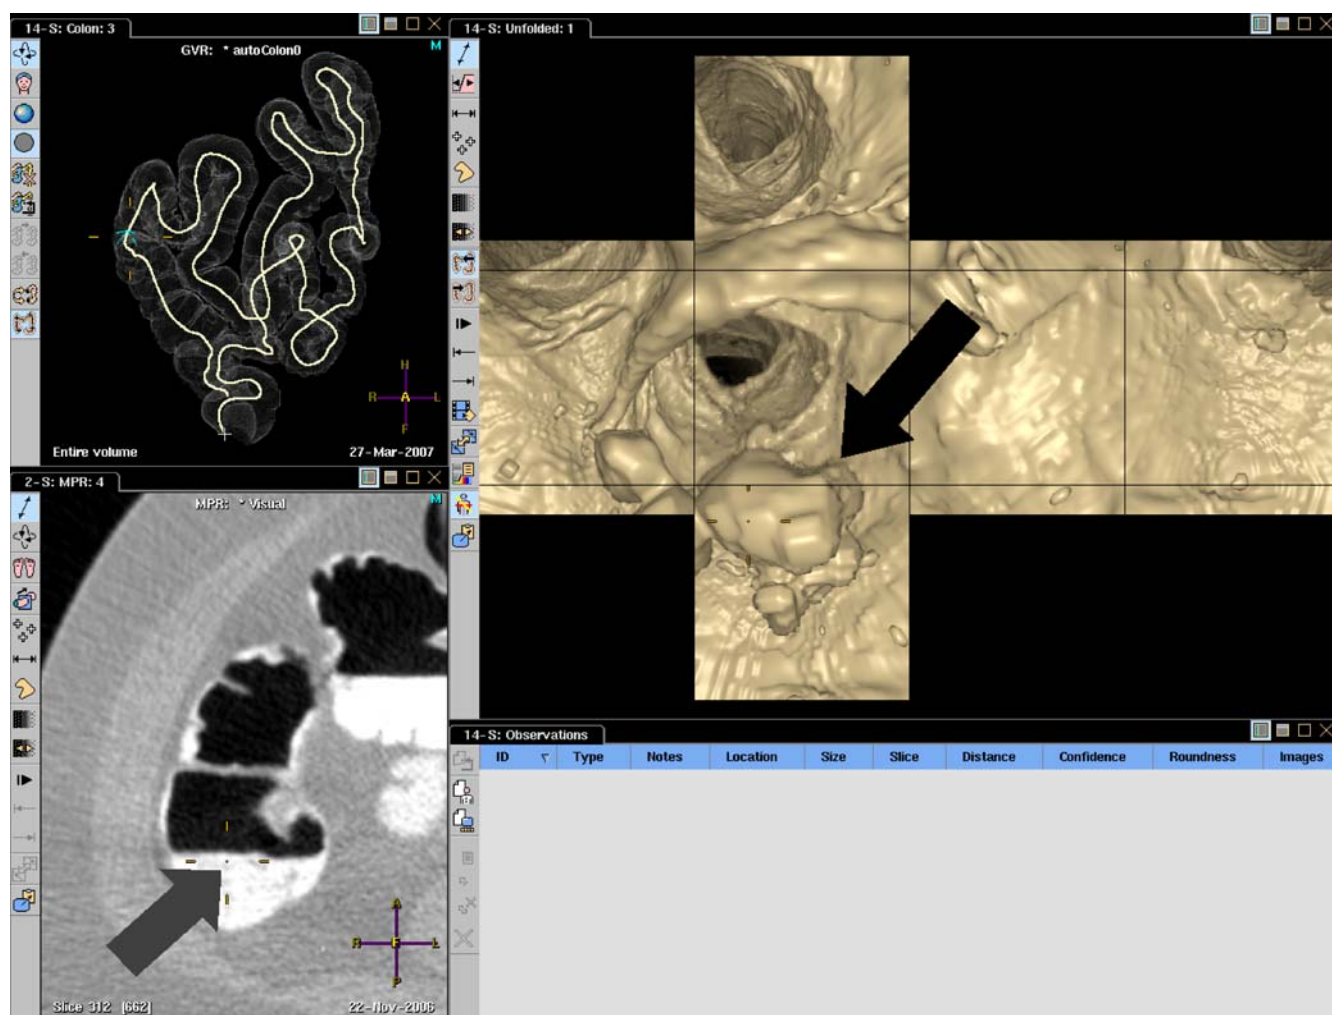 14-S: Colon: 3
GVR: * autoColon0
M
H
R A L
F
Entire volume 27-Mar-2007
2-S: MPR: 4
MPR: * Visual
M
A
R F L
P
Slice 312 [662] 22-Nov-2006
14-S: Unfolded: 1
14-S: Observations
ID Type Notes Location Size Slice Distance Confidence Roundness Images